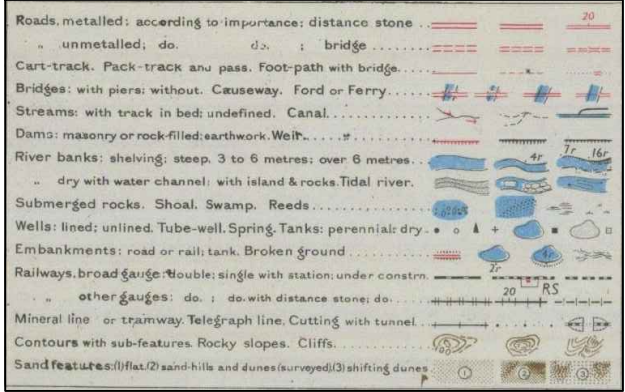 Roads, metalled: according to importance: distance stone 20
„ unmetalled; do. do. ; bridge
Cart-track. Pack-track and pass. Foot-path with bridge.
Bridges: with piers; without. Causeway. Ford or Ferry
Streams: with track in bed; undefined. Canal.
Dams: masonry or rock-filled; earthwork. Weir.
River banks: shelving; steep. 3 to 6 metres; over 6 metres 4r 7r 16r
„ dry with water channel; with island & rocks. Tidal river.
Submerged rocks. Shoal. Swamp. Reeds
Wells: lined; unlined. Tube-well. Spring. Tanks: perennial; dry.
Embankments: road or rail; tank. Broken ground 2r
Railways, broad gauge: double; single with station; under constrn. RS
„ other gauges: do. ; do. with distance stone; do. 20
Mineral line or tramway. Telegraph line. Cutting with tunnel
Contours with sub-features. Rocky slopes. Cliffs. 100
Sand features: (1) flat. (2) sand-hills and dunes (surveyed). (3) shifting dunes 1 2 3